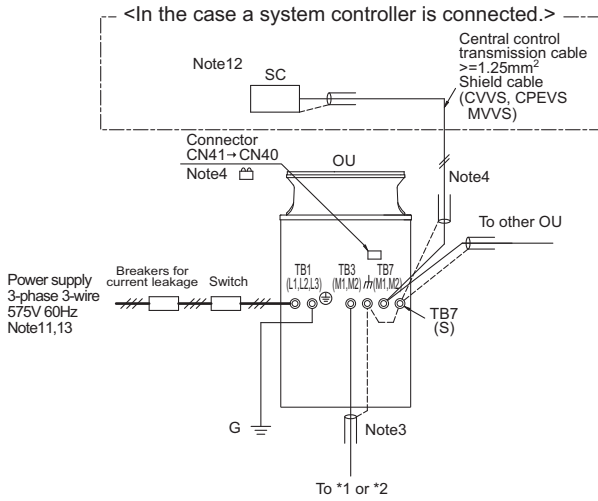 <In the case a system controller is connected.>
Central control
transmission cable
>=1.25mm²
Shield cable
(CVVS, CPEVS
MVVS)
Note12
SC
Connector
CN41→CN40
Note4
OU
Note4
To other OU
TB1
(L1,L2,L3)
TB3
(M1,M2)
TB7
(M1,M2)
Power supply
3-phase 3-wire
575V 60Hz
Note11,13
Breakers for
current leakage
Switch
TB7
(S)
G
Note3
To *1 or *2